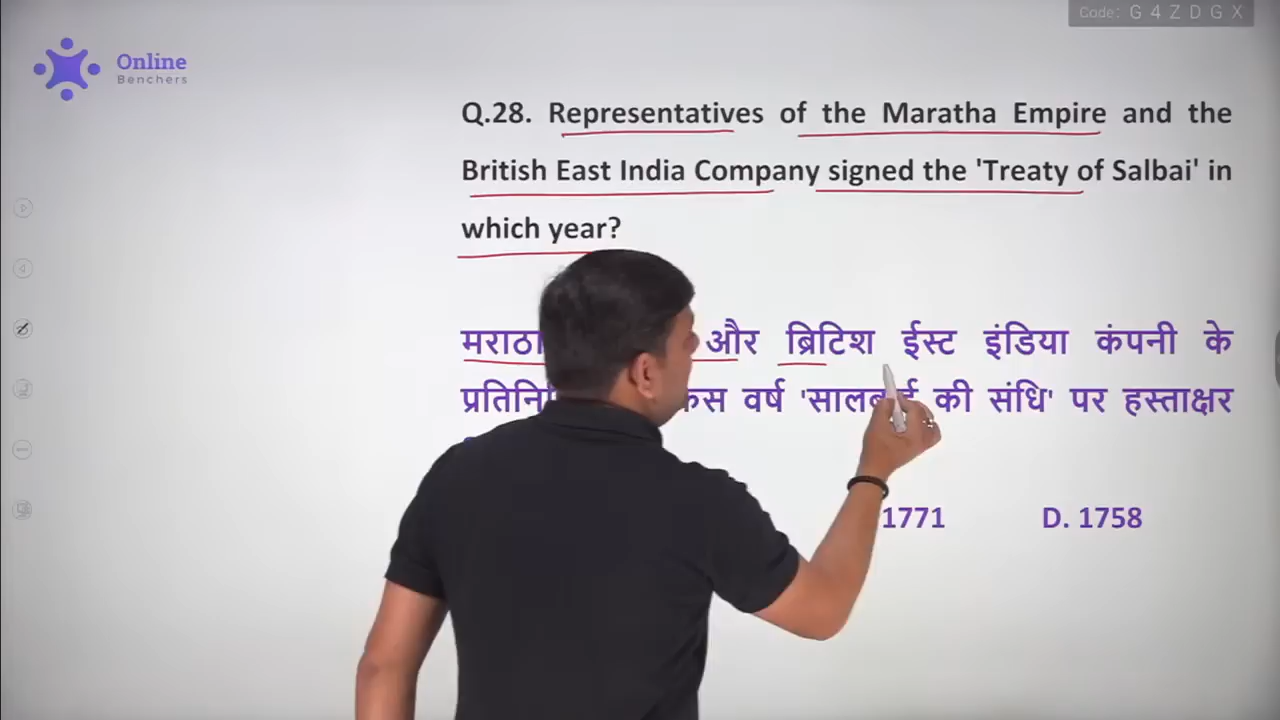 Code: G 4 Z D G X
Online
Benchers
Q.28. Representatives of the Maratha Empire and the
British East India Company signed the 'Treaty of Salbai' in
which year?
मराठा और ब्रिटिश ईस्ट इंडिया कंपनी के
वर्ष की संधि' पर हस्ताक्षर
1771 D. 1758